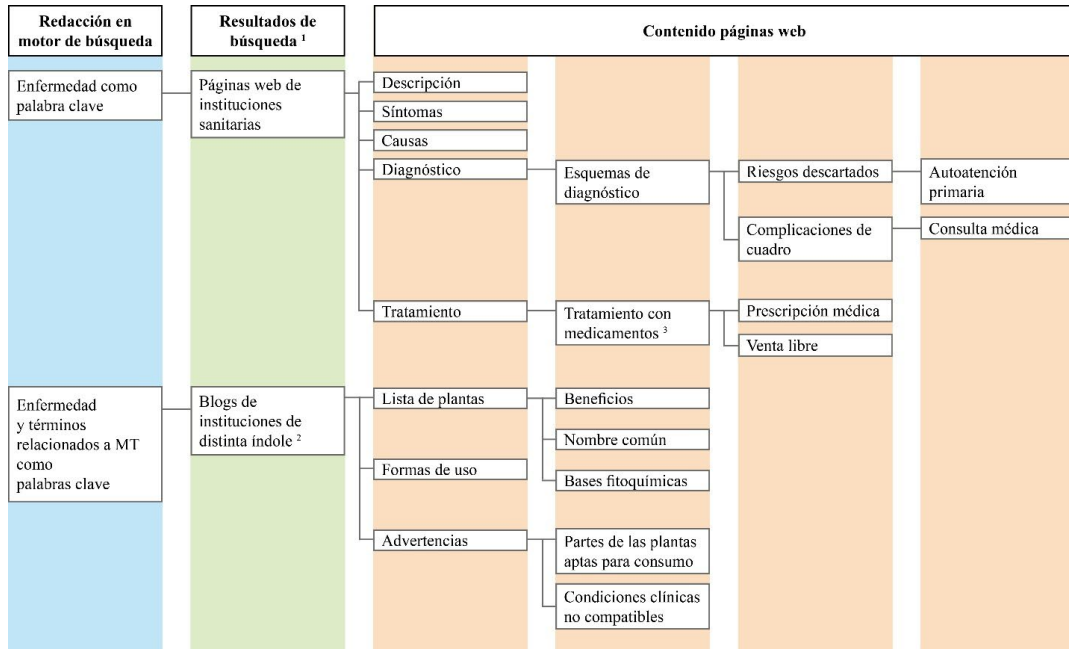 Redacción en
motor de búsqueda
Resultados de
búsqueda 1
Contenido páginas web
Enfermedad como
palabra clave
Páginas web de
instituciones
sanitarias
Descripción
Síntomas
Causas
Diagnóstico
Esquemas de
diagnóstico
Riesgos descartados
Autoatención
primaria
Complicaciones de
cuadro
Consulta médica
Tratamiento
Tratamiento con
medicamentos 3
Prescripción médica
Venta libre
Enfermedad
y términos
relacionados a MT
como
palabras clave
Blogs de
instituciones de
distinta índole 2
Lista de plantas
Beneficios
Nombre común
Bases fitoquímicas
Formas de uso
Advertencias
Partes de las plantas
aptas para consumo
Condiciones clínicas
no compatibles